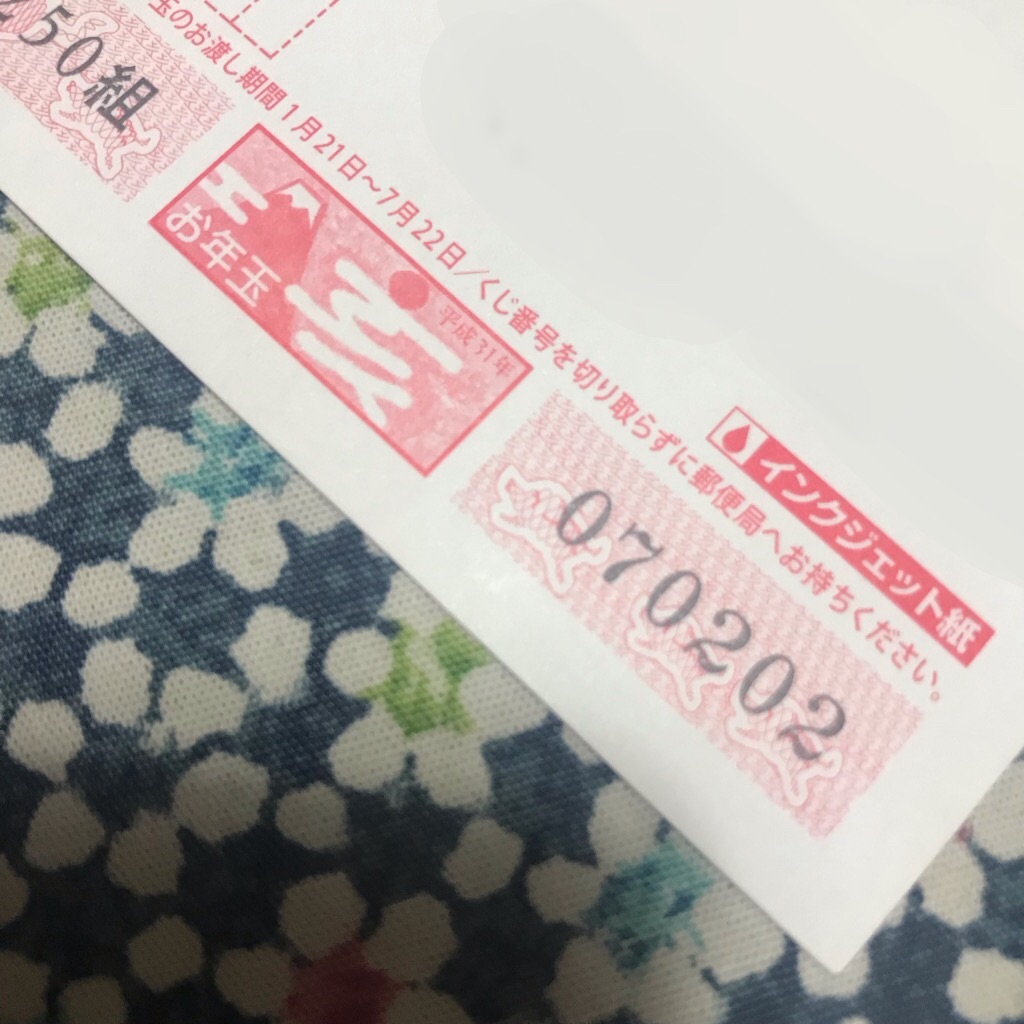 250組
玉のお渡し期間 1月21日～7月22日／くじ番号を切り取らずに郵便局へお持ちください。
お年玉
平成31年
インクジェット紙
070202